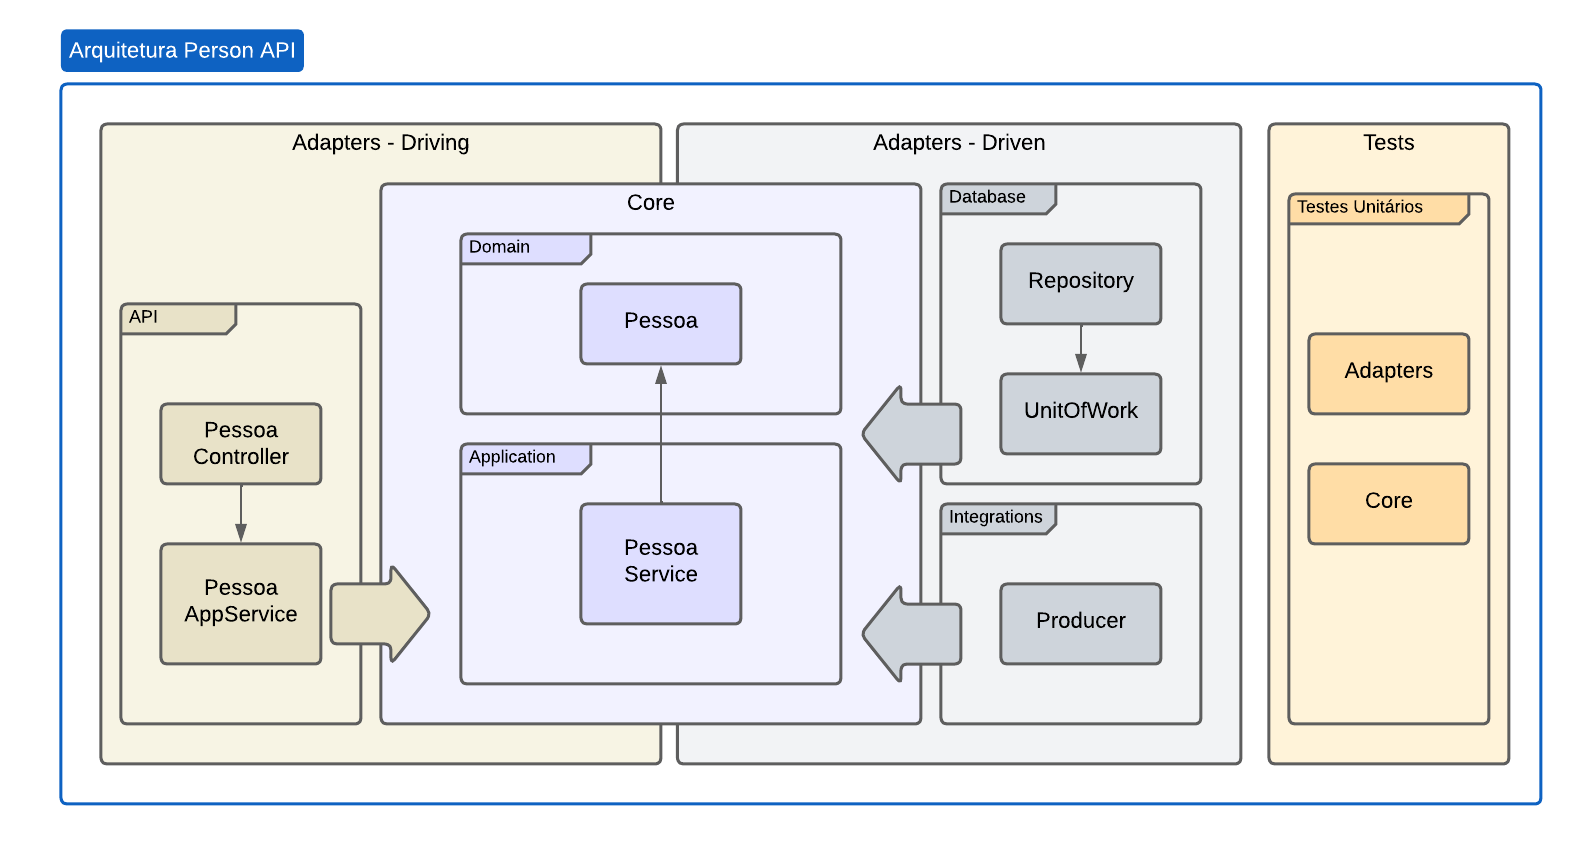 Arquitetura Person API
Adapters - Driving
API
Pessoa
Controller
Pessoa
AppService
Core
Domain
Pessoa
Application
Pessoa
Service
Adapters - Driven
Database
Repository
UnitOfWork
Integrations
Producer
Tests
Testes Unitários
Adapters
Core